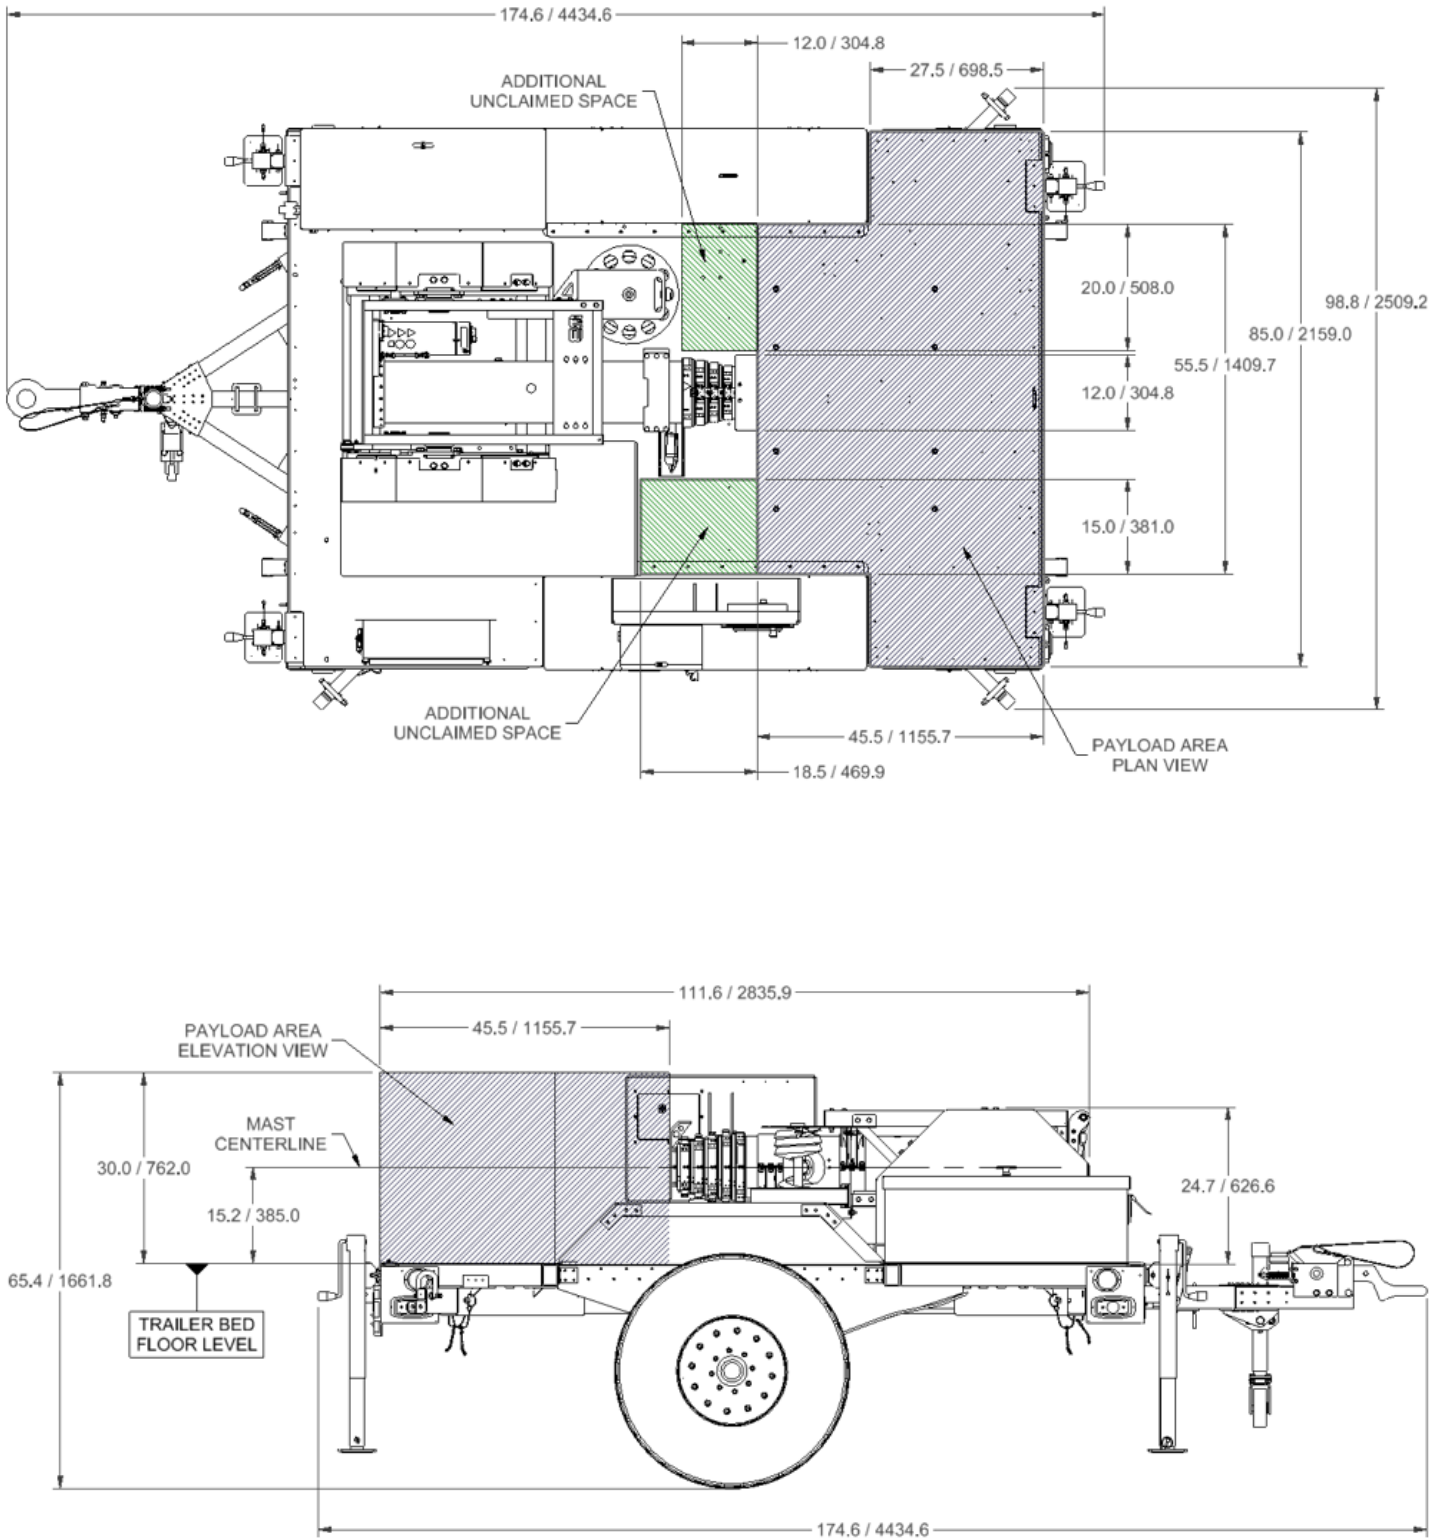 174.6 / 4434.6
12.0 / 304.8
27.5 / 698.5
ADDITIONAL
UNCLAIMED SPACE
20.0 / 508.0
98.8 / 2509.2
85.0 / 2159.0
55.5 / 1409.7
12.0 / 304.8
15.0 / 381.0
ADDITIONAL
UNCLAIMED SPACE
45.5 / 1155.7
18.5 / 469.9
PAYLOAD AREA
PLAN VIEW
111.6 / 2835.9
45.5 / 1155.7
PAYLOAD AREA
ELEVATION VIEW
MAST
CENTERLINE
30.0 / 762.0
15.2 / 385.0
24.7 / 626.6
65.4 / 1661.8
TRAILER BED
FLOOR LEVEL
174.6 / 4434.6